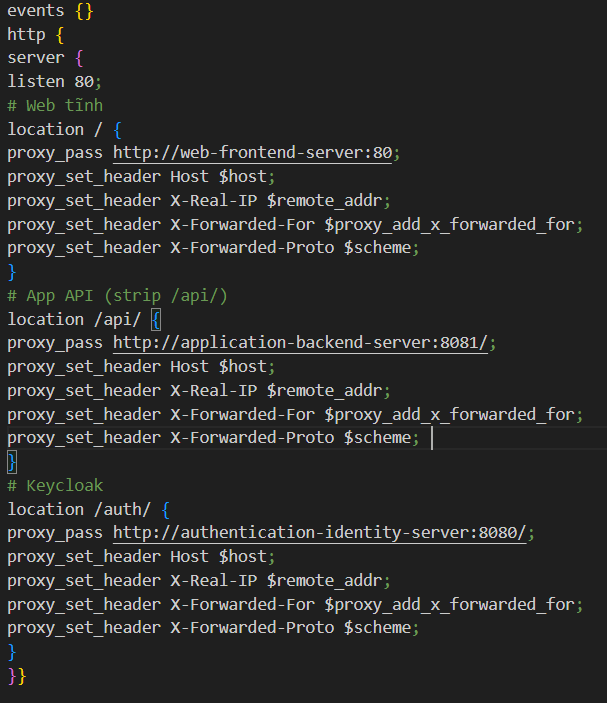 events {}
http {
server {
listen 80;
# Web tĩnh
location / {
proxy_pass http://web-frontend-server:80;
proxy_set_header Host $host;
proxy_set_header X-Real-IP $remote_addr;
proxy_set_header X-Forwarded-For $proxy_add_x_forwarded_for;
proxy_set_header X-Forwarded-Proto $scheme;
}
# App API (strip /api/)
location /api/ {
proxy_pass http://application-backend-server:8081/;
proxy_set_header Host $host;
proxy_set_header X-Real-IP $remote_addr;
proxy_set_header X-Forwarded-For $proxy_add_x_forwarded_for;
proxy_set_header X-Forwarded-Proto $scheme;
}
# Keycloak
location /auth/ {
proxy_pass http://authentication-identity-server:8080/;
proxy_set_header Host $host;
proxy_set_header X-Real-IP $remote_addr;
proxy_set_header X-Forwarded-For $proxy_add_x_forwarded_for;
proxy_set_header X-Forwarded-Proto $scheme;
}
}}